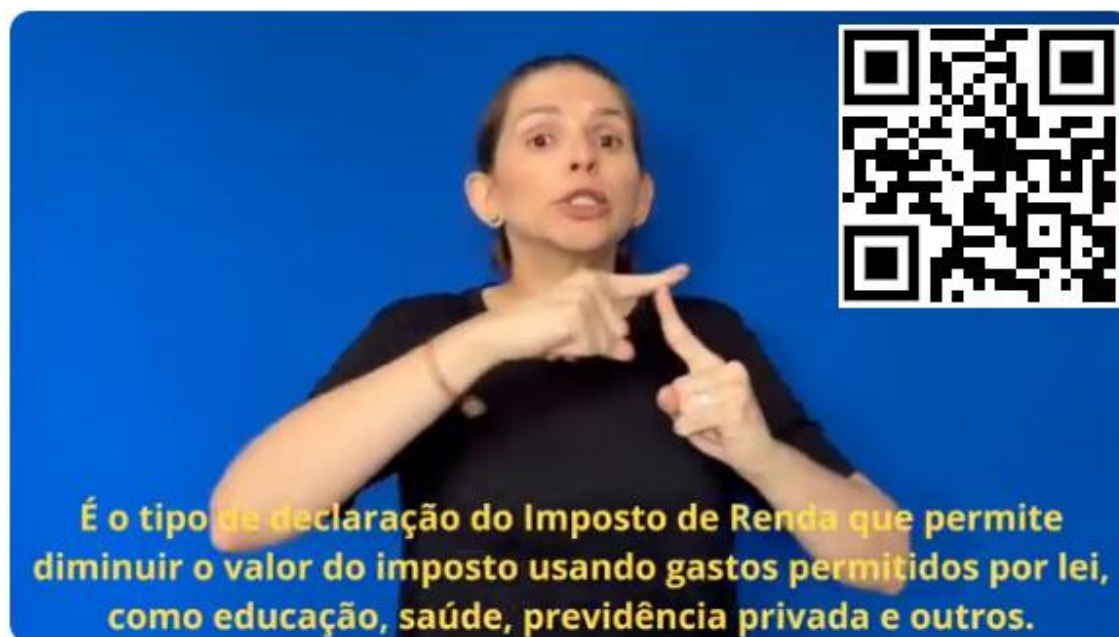 É o tipo de declaração do Imposto de Renda que permite
diminuir o valor do imposto usando gastos permitidos por lei,
como educação, saúde, previdência privada e outros.